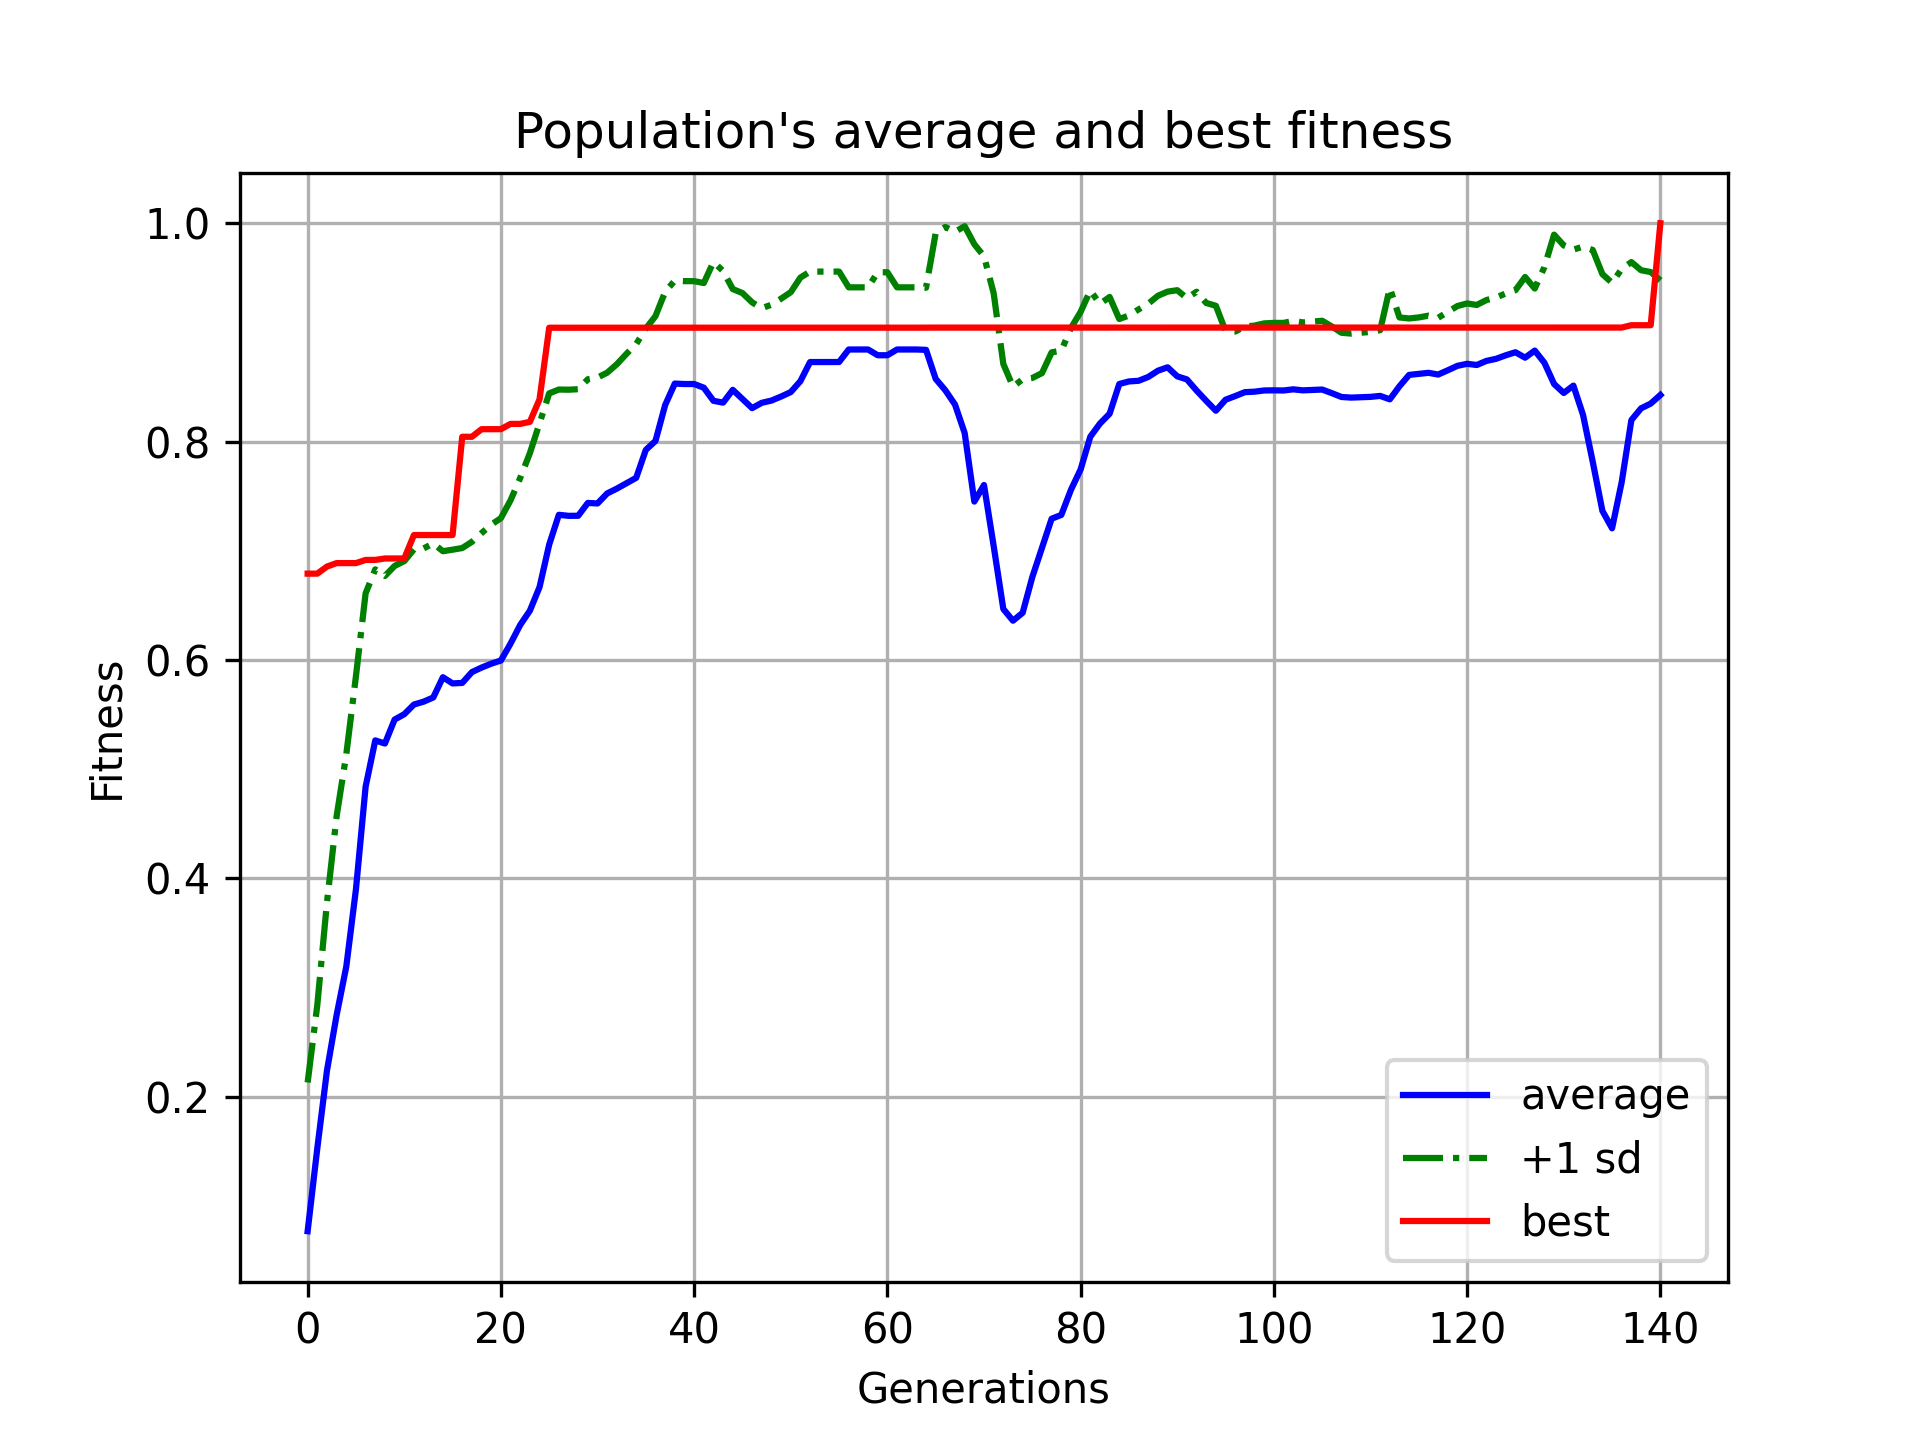 Population's average and best fitness
1.0
0.8
0.6
0.4
0.2
Fitness
0 20 40 60 80 100 120 140
Generations
average
+1 sd
best